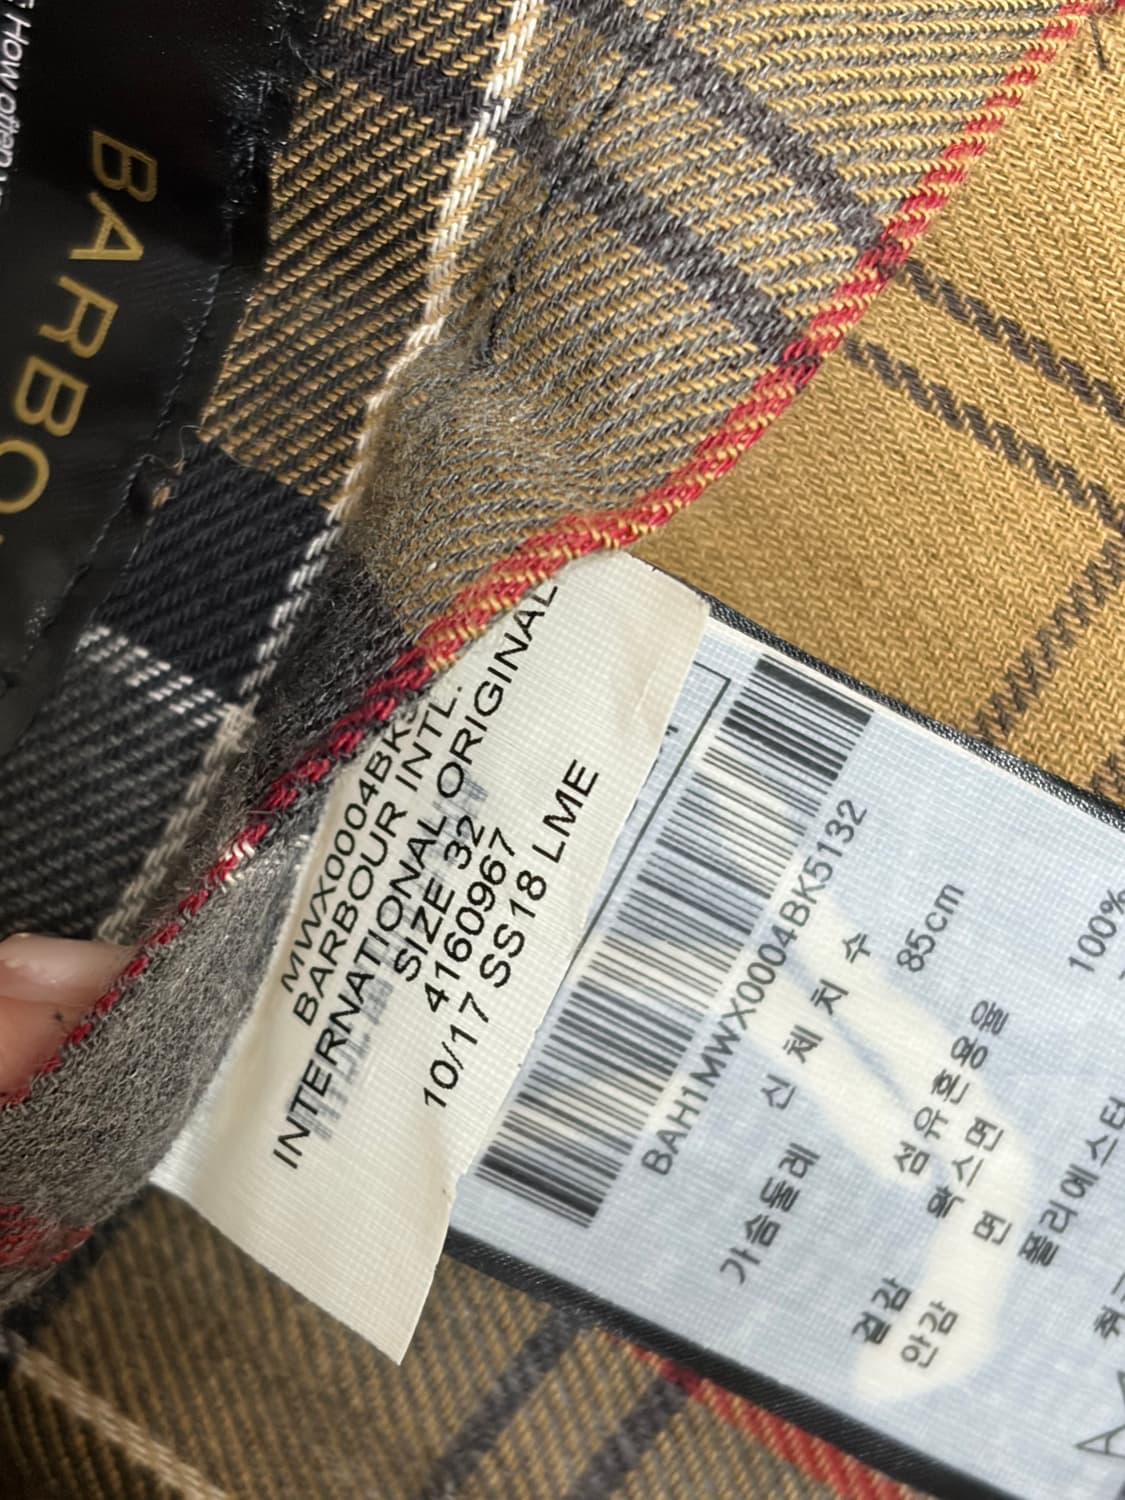 HOW
BARBO
MWX0004BK5
BARBOUR INTL.
INTERNATIONAL ORIGINAL
SIZE 32
4160967
10/17 SS18 LME
BAH1MWX0004BK5132
신체치수
가슴둘레 85cm
섬유혼용율
겉감 왁스면 100%
안감 면
폴리에스터